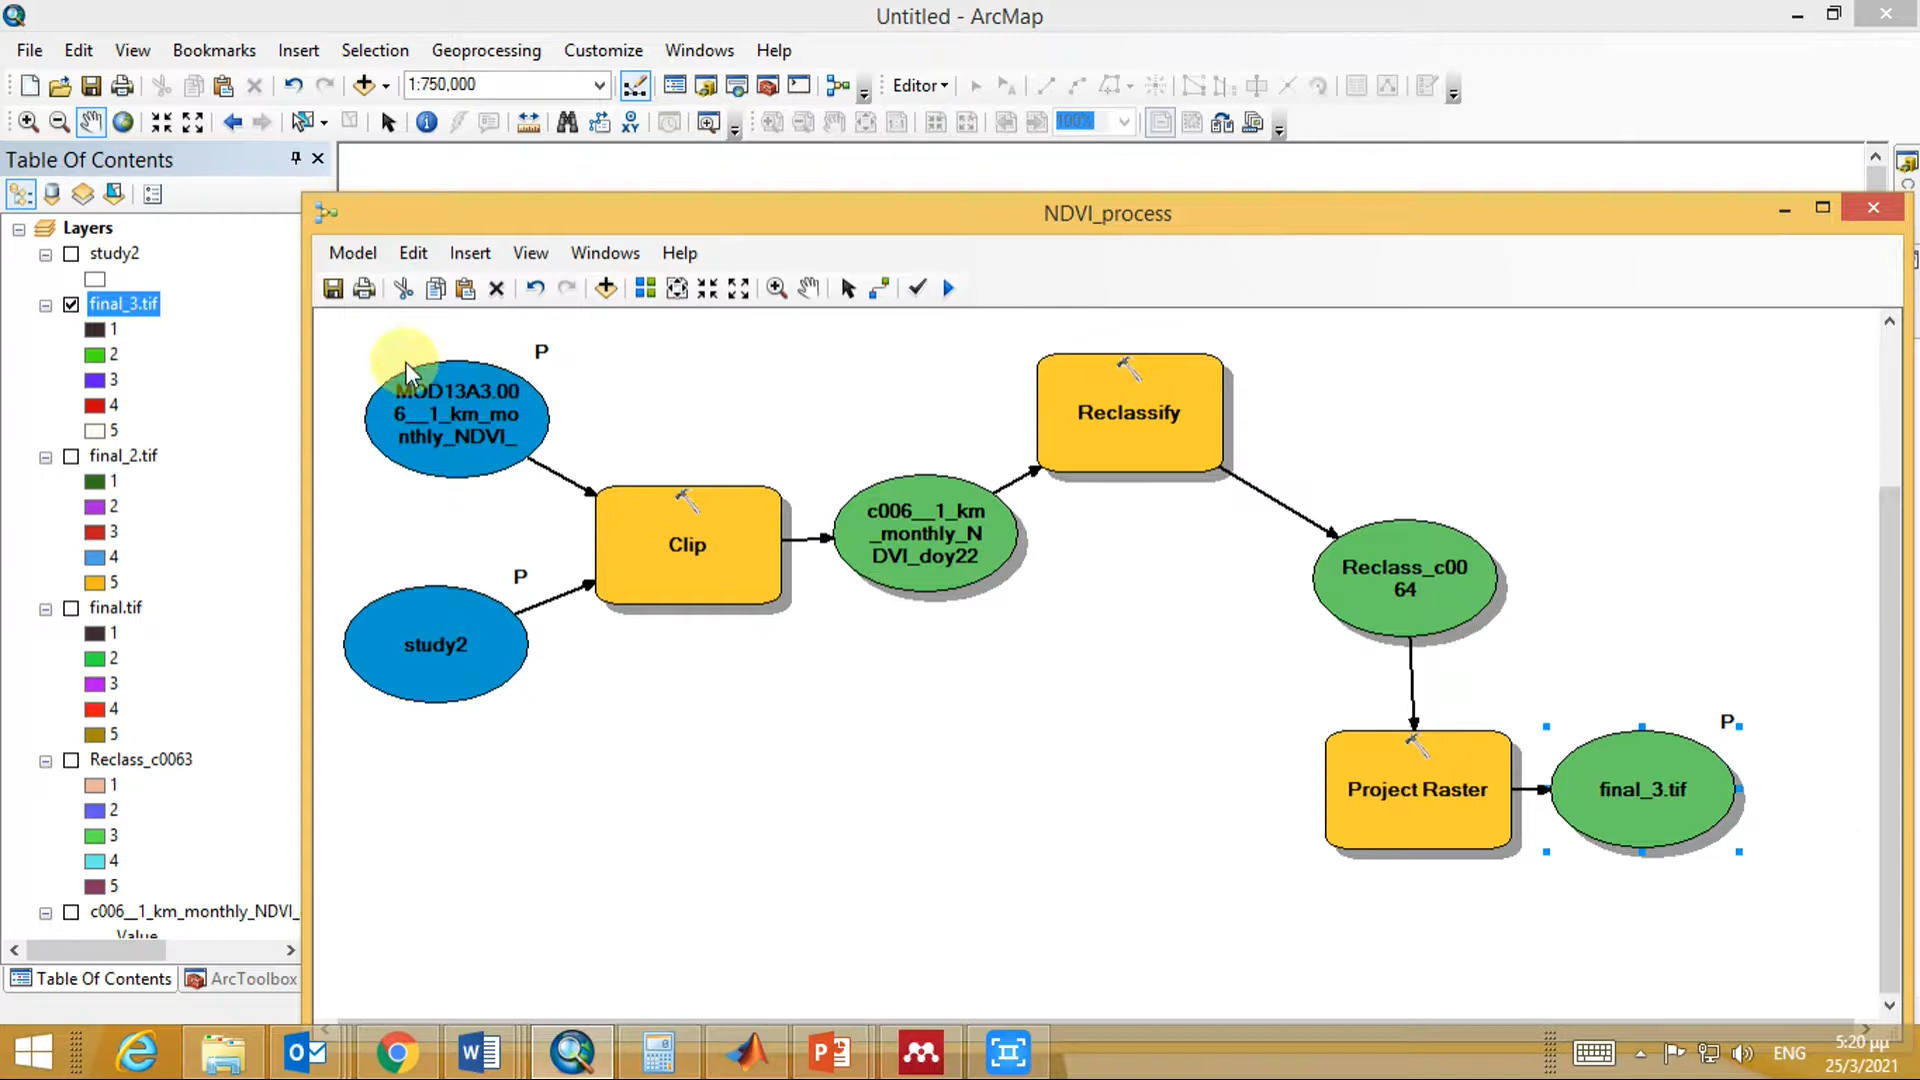 Untitled - ArcMap
File Edit View Bookmarks Insert Selection Geoprocessing Customize Windows Help
1:750,000
Editor
100%
Table Of Contents
Layers
study2
final_3.tif
1
2
3
4
5
final_2.tif
1
2
3
4
5
final.tif
1
2
3
4
5
Reclass_c0063
1
2
3
4
5
c006__1_km_monthly_NDVI_
Value
Table Of Contents
ArcToolbox
NDVI_process
Model Edit Insert View Windows Help
P
MOD13A3.00
6__1_km_mo
nthly_NDVI_
P
study2
Clip
c006__1_km
_monthly_N
DVI_doy22
Reclassify
Reclass_c00
64
Project Raster
P
final_3.tif
ENG
5:20 μμ
25/3/2021